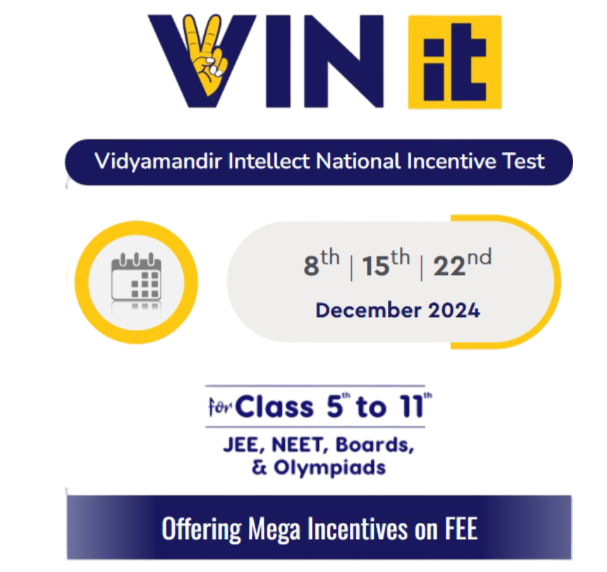 VIN it
Vidyamandir Intellect National Incentive Test
8th | 15th | 22nd
December 2024
for Class 5th to 11th
JEE, NEET, Boards,
& Olympiads
Offering Mega Incentives on FEE